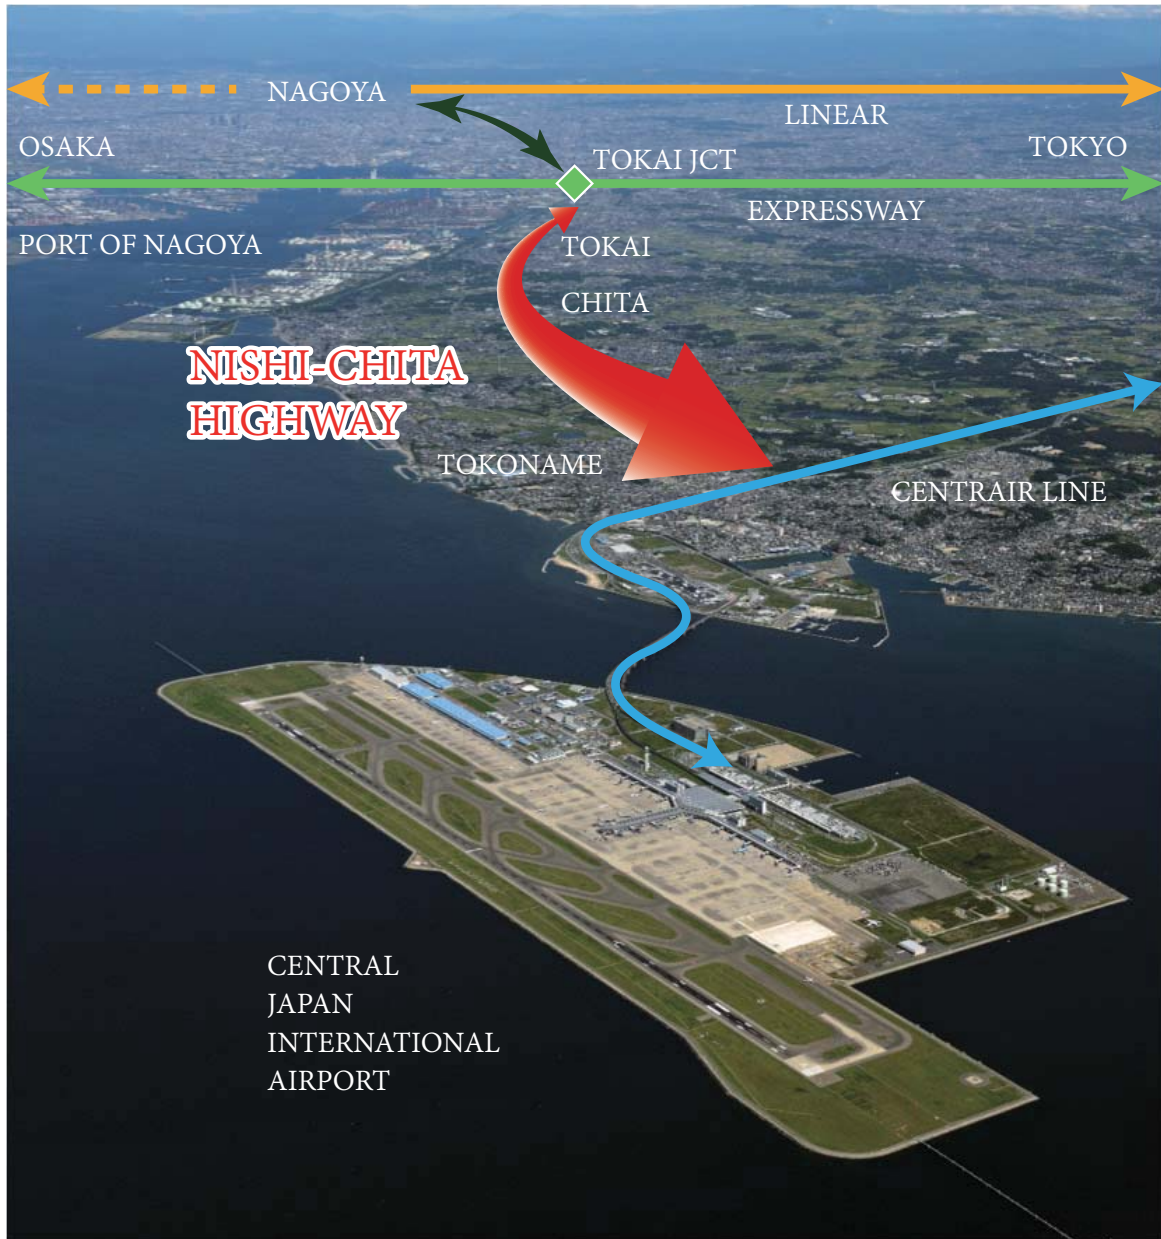 NAGOYA
LINEAR
OSAKA
TOKAI JCT
TOKYO
EXPRESSWAY
PORT OF NAGOYA
TOKAI
CHITA
NISHI-CHITA
HIGHWAY
TOKONAME
CENTRAIR LINE
CENTRAL
JAPAN
INTERNATIONAL
AIRPORT